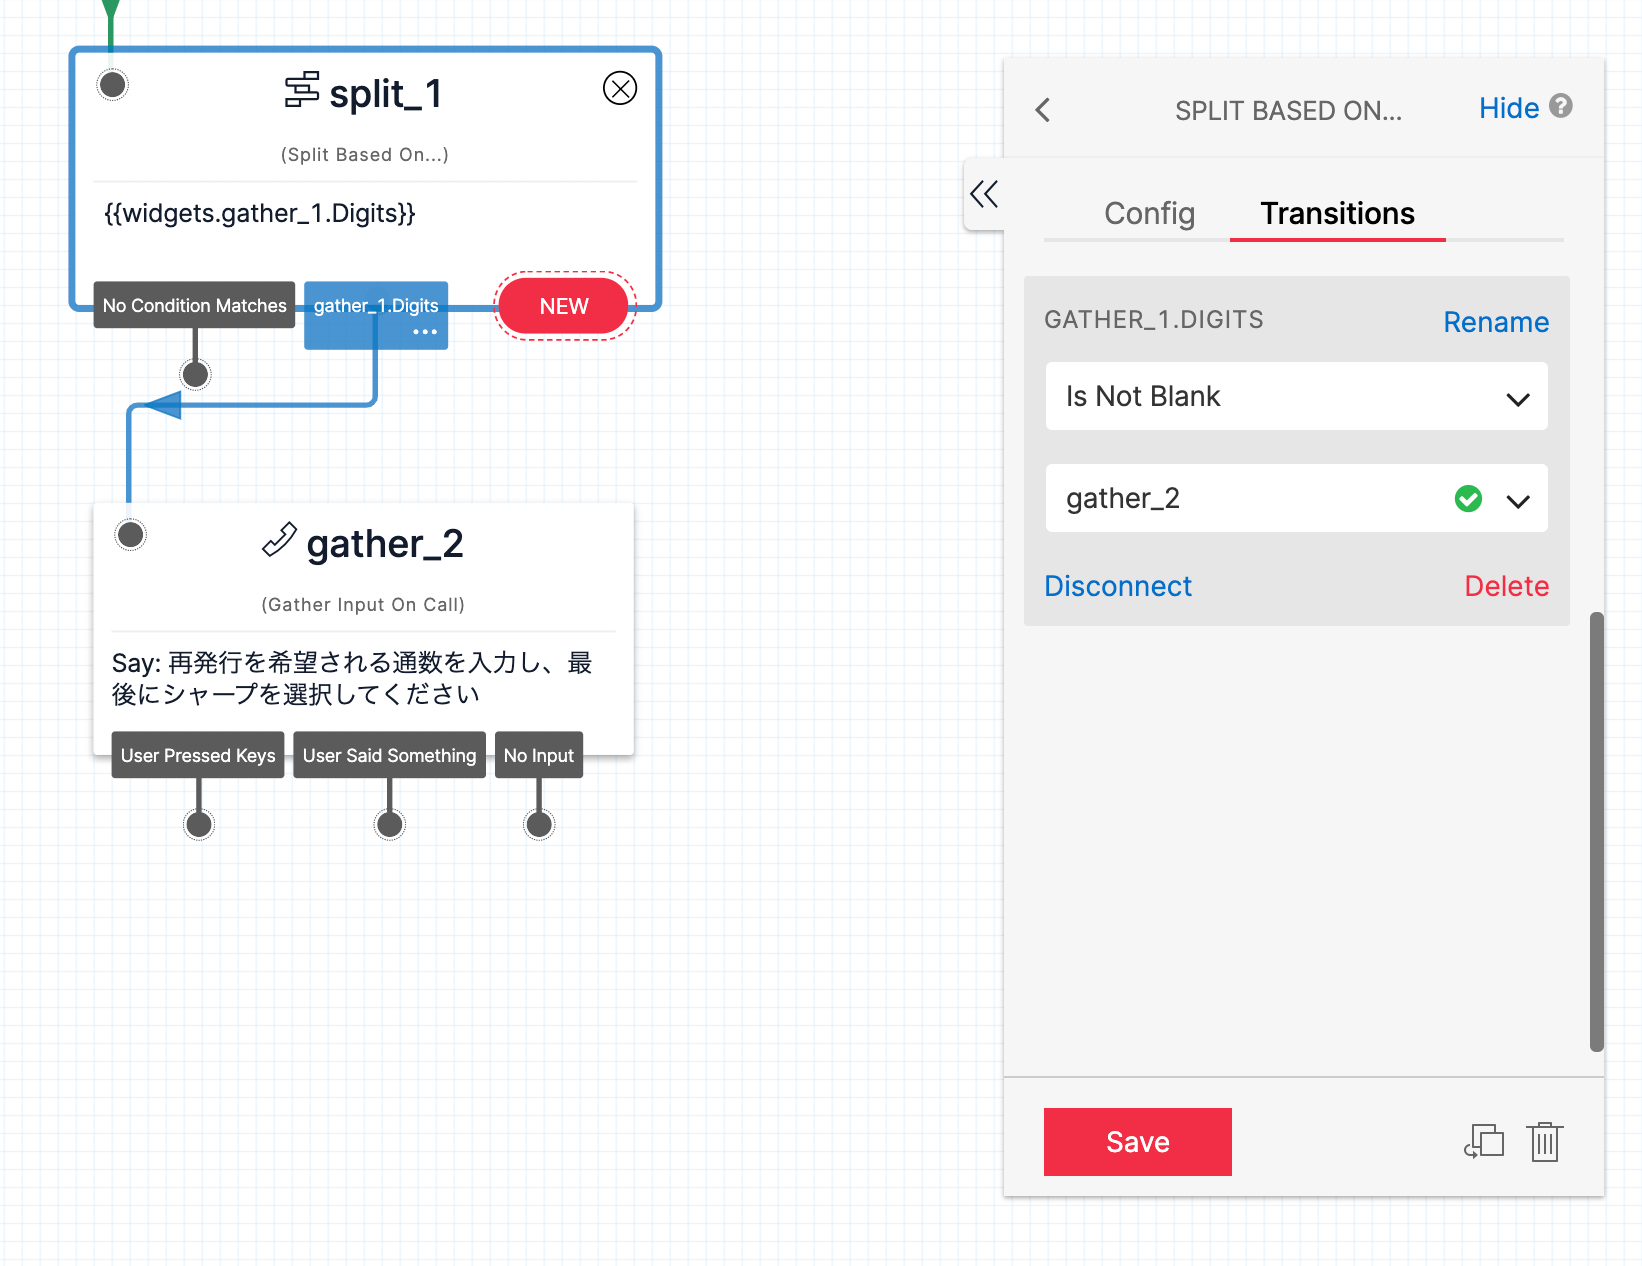 split_1
(Split Based On...)
{{widgets.gather_1.Digits}}
No Condition Matches
gather_1.Digits
NEW
gather_2
(Gather Input On Call)
Say: 再発行を希望される通数を入力し、最
後にシャープを選択してください
User Pressed Keys
User Said Something
No Input
SPLIT BASED ON...
Hide
Config
Transitions
GATHER_1.DIGITS
Rename
Is Not Blank
gather_2
Disconnect
Delete
Save